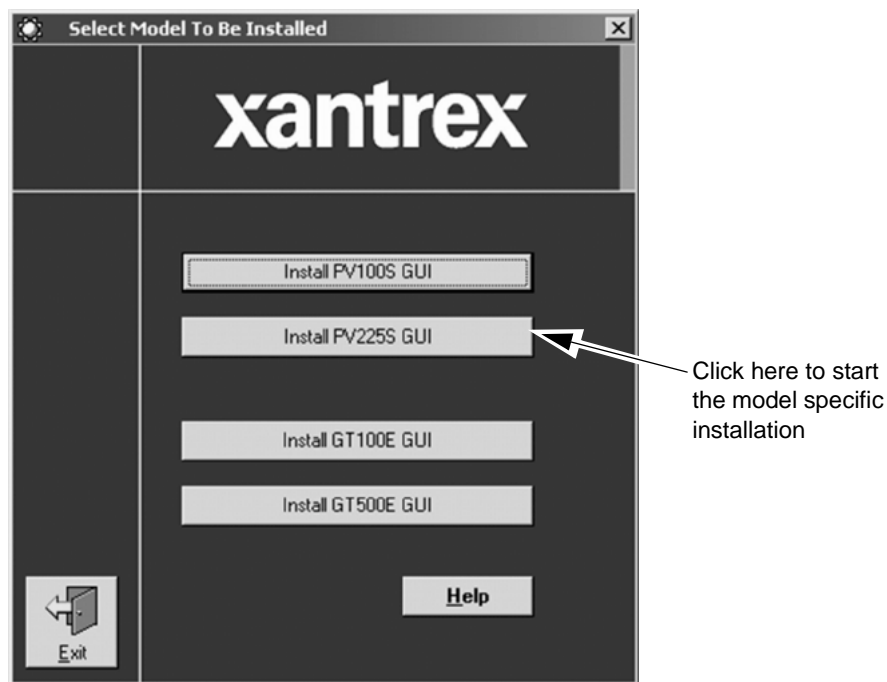 Select Model To Be Installed
xantrex
Install PV100S GUI
Install PV225S GUI
Click here to start
the model specific
installation
Install GT100E GUI
Install GT500E GUI
Help
Exit